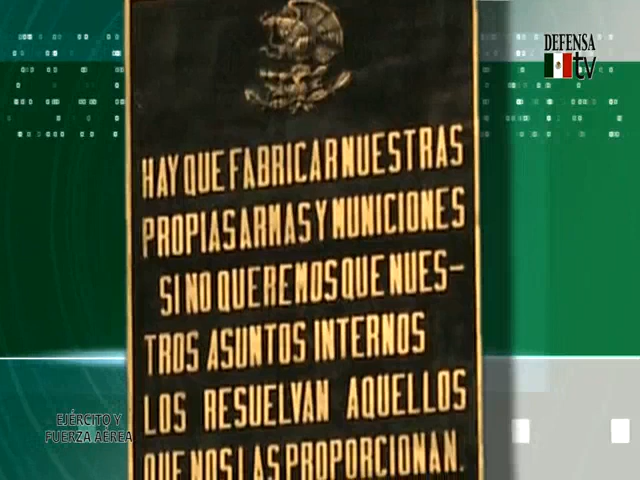 DEFENSA
tv
HAY QUE FABRICAR NUESTRAS
PROPIAS ARMAS Y MUNICIONES
SI NO QUEREMOS QUE NUES-
TROS ASUNTOS INTERNOS
LOS RESUELVAN AQUELLOS
QUE NOS LAS PROPORCIONAN.
EJÉRCITO Y
FUERZA AÉREA